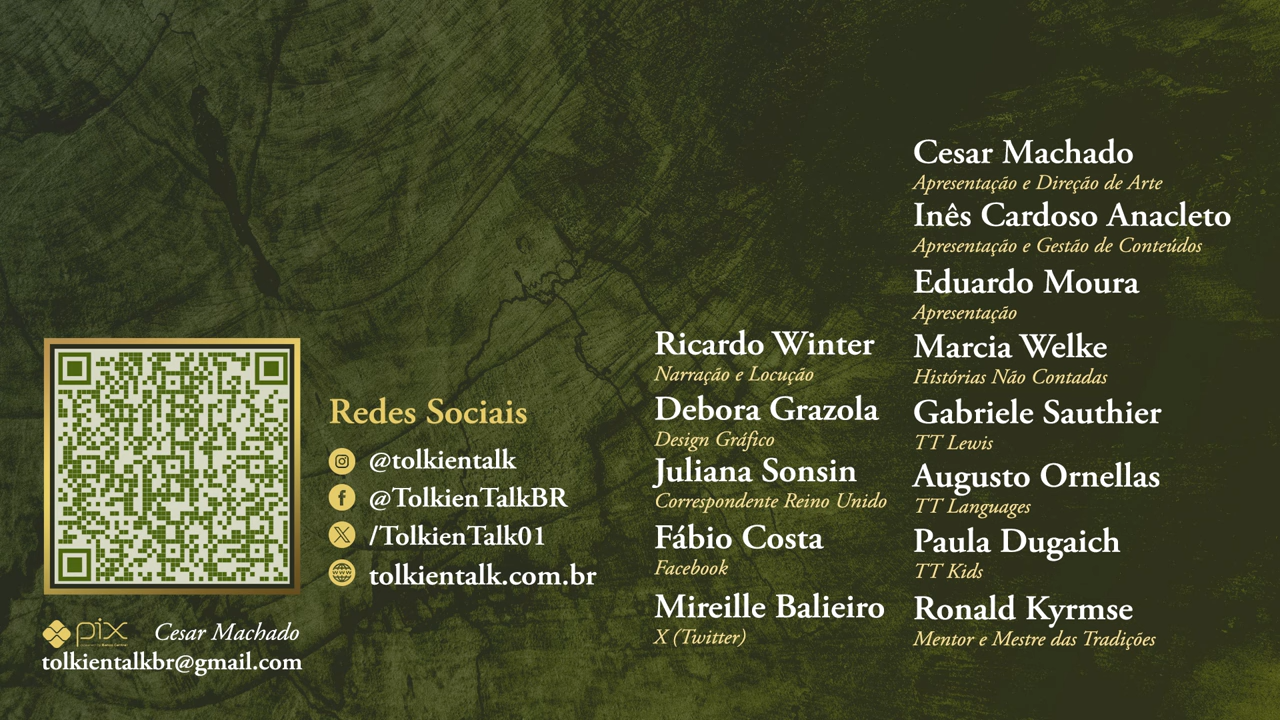 Redes Sociais
@tolkientalk
@TolkienTalkBR
/TolkienTalk01
tolkientalk.com.br
pix
Cesar Machado
tolkientalkbr@gmail.com
Ricardo Winter
Narração e Locução
Debora Grazola
Design Gráfico
Juliana Sonsin
Correspondente Reino Unido
Fábio Costa
Facebook
Mireille Balieiro
X (Twitter)
Cesar Machado
Apresentação e Direção de Arte
Inês Cardoso Anacleto
Apresentação e Gestão de Conteúdos
Eduardo Moura
Apresentação
Marcia Welke
Histórias Não Contadas
Gabriele Sauthier
TT Lewis
Augusto Ornellas
TT Languages
Paula Dugaich
TT Kids
Ronald Kyrmse
Mentor e Mestre das Tradições